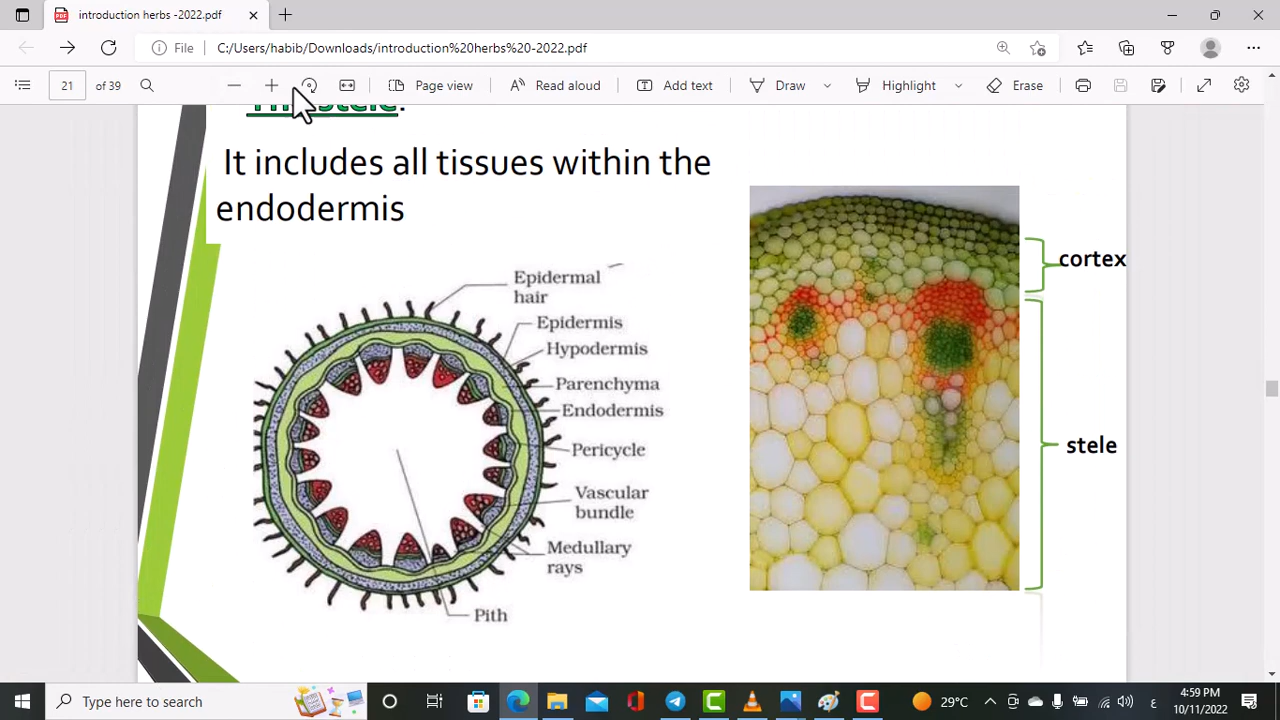 introduction herbs -2022.pdf
File
C:/Users/habib/Downloads/introduction%20herbs%20-2022.pdf
21 of 39
Page view
Read aloud
Add text
Draw
Highlight
Erase
The stele:
It includes all tissues within the
endodermis
Epidermal
hair
Epidermis
Hypodermis
Parenchyma
Endodermis
Pericycle
Vascular
bundle
Medullary
rays
Pith
cortex
stele
Type here to search
29°C
ع
4:59 PM
10/11/2022